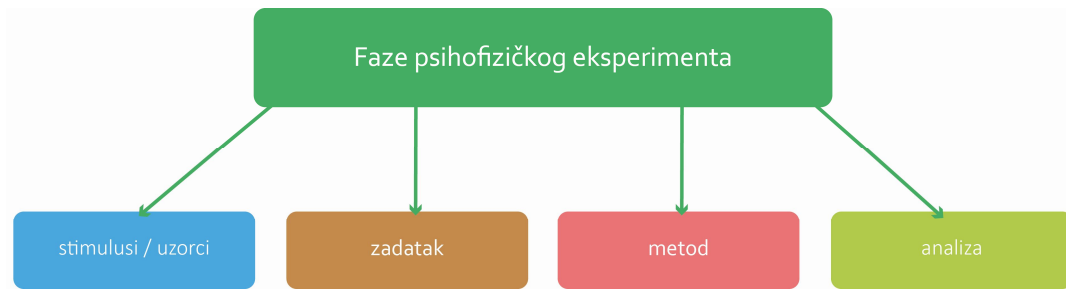 Faze psihofizičkog eksperimenta
stimulusi / uzorci
zadatak
metod
analiza